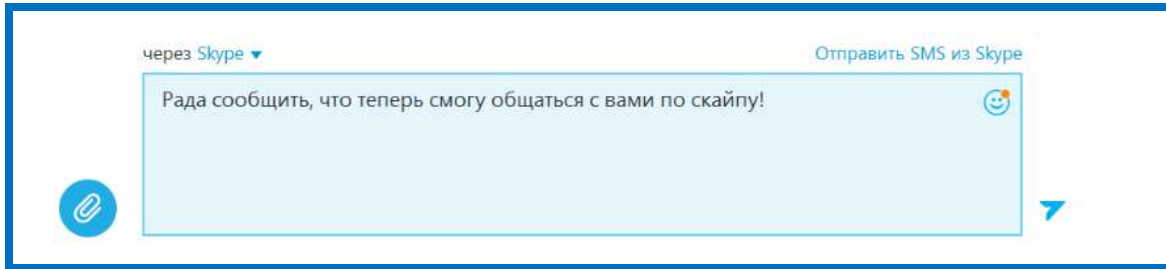 через Skype
Отправить SMS из Skype
Рада сообщить, что теперь смогу общаться с вами по скайпу!